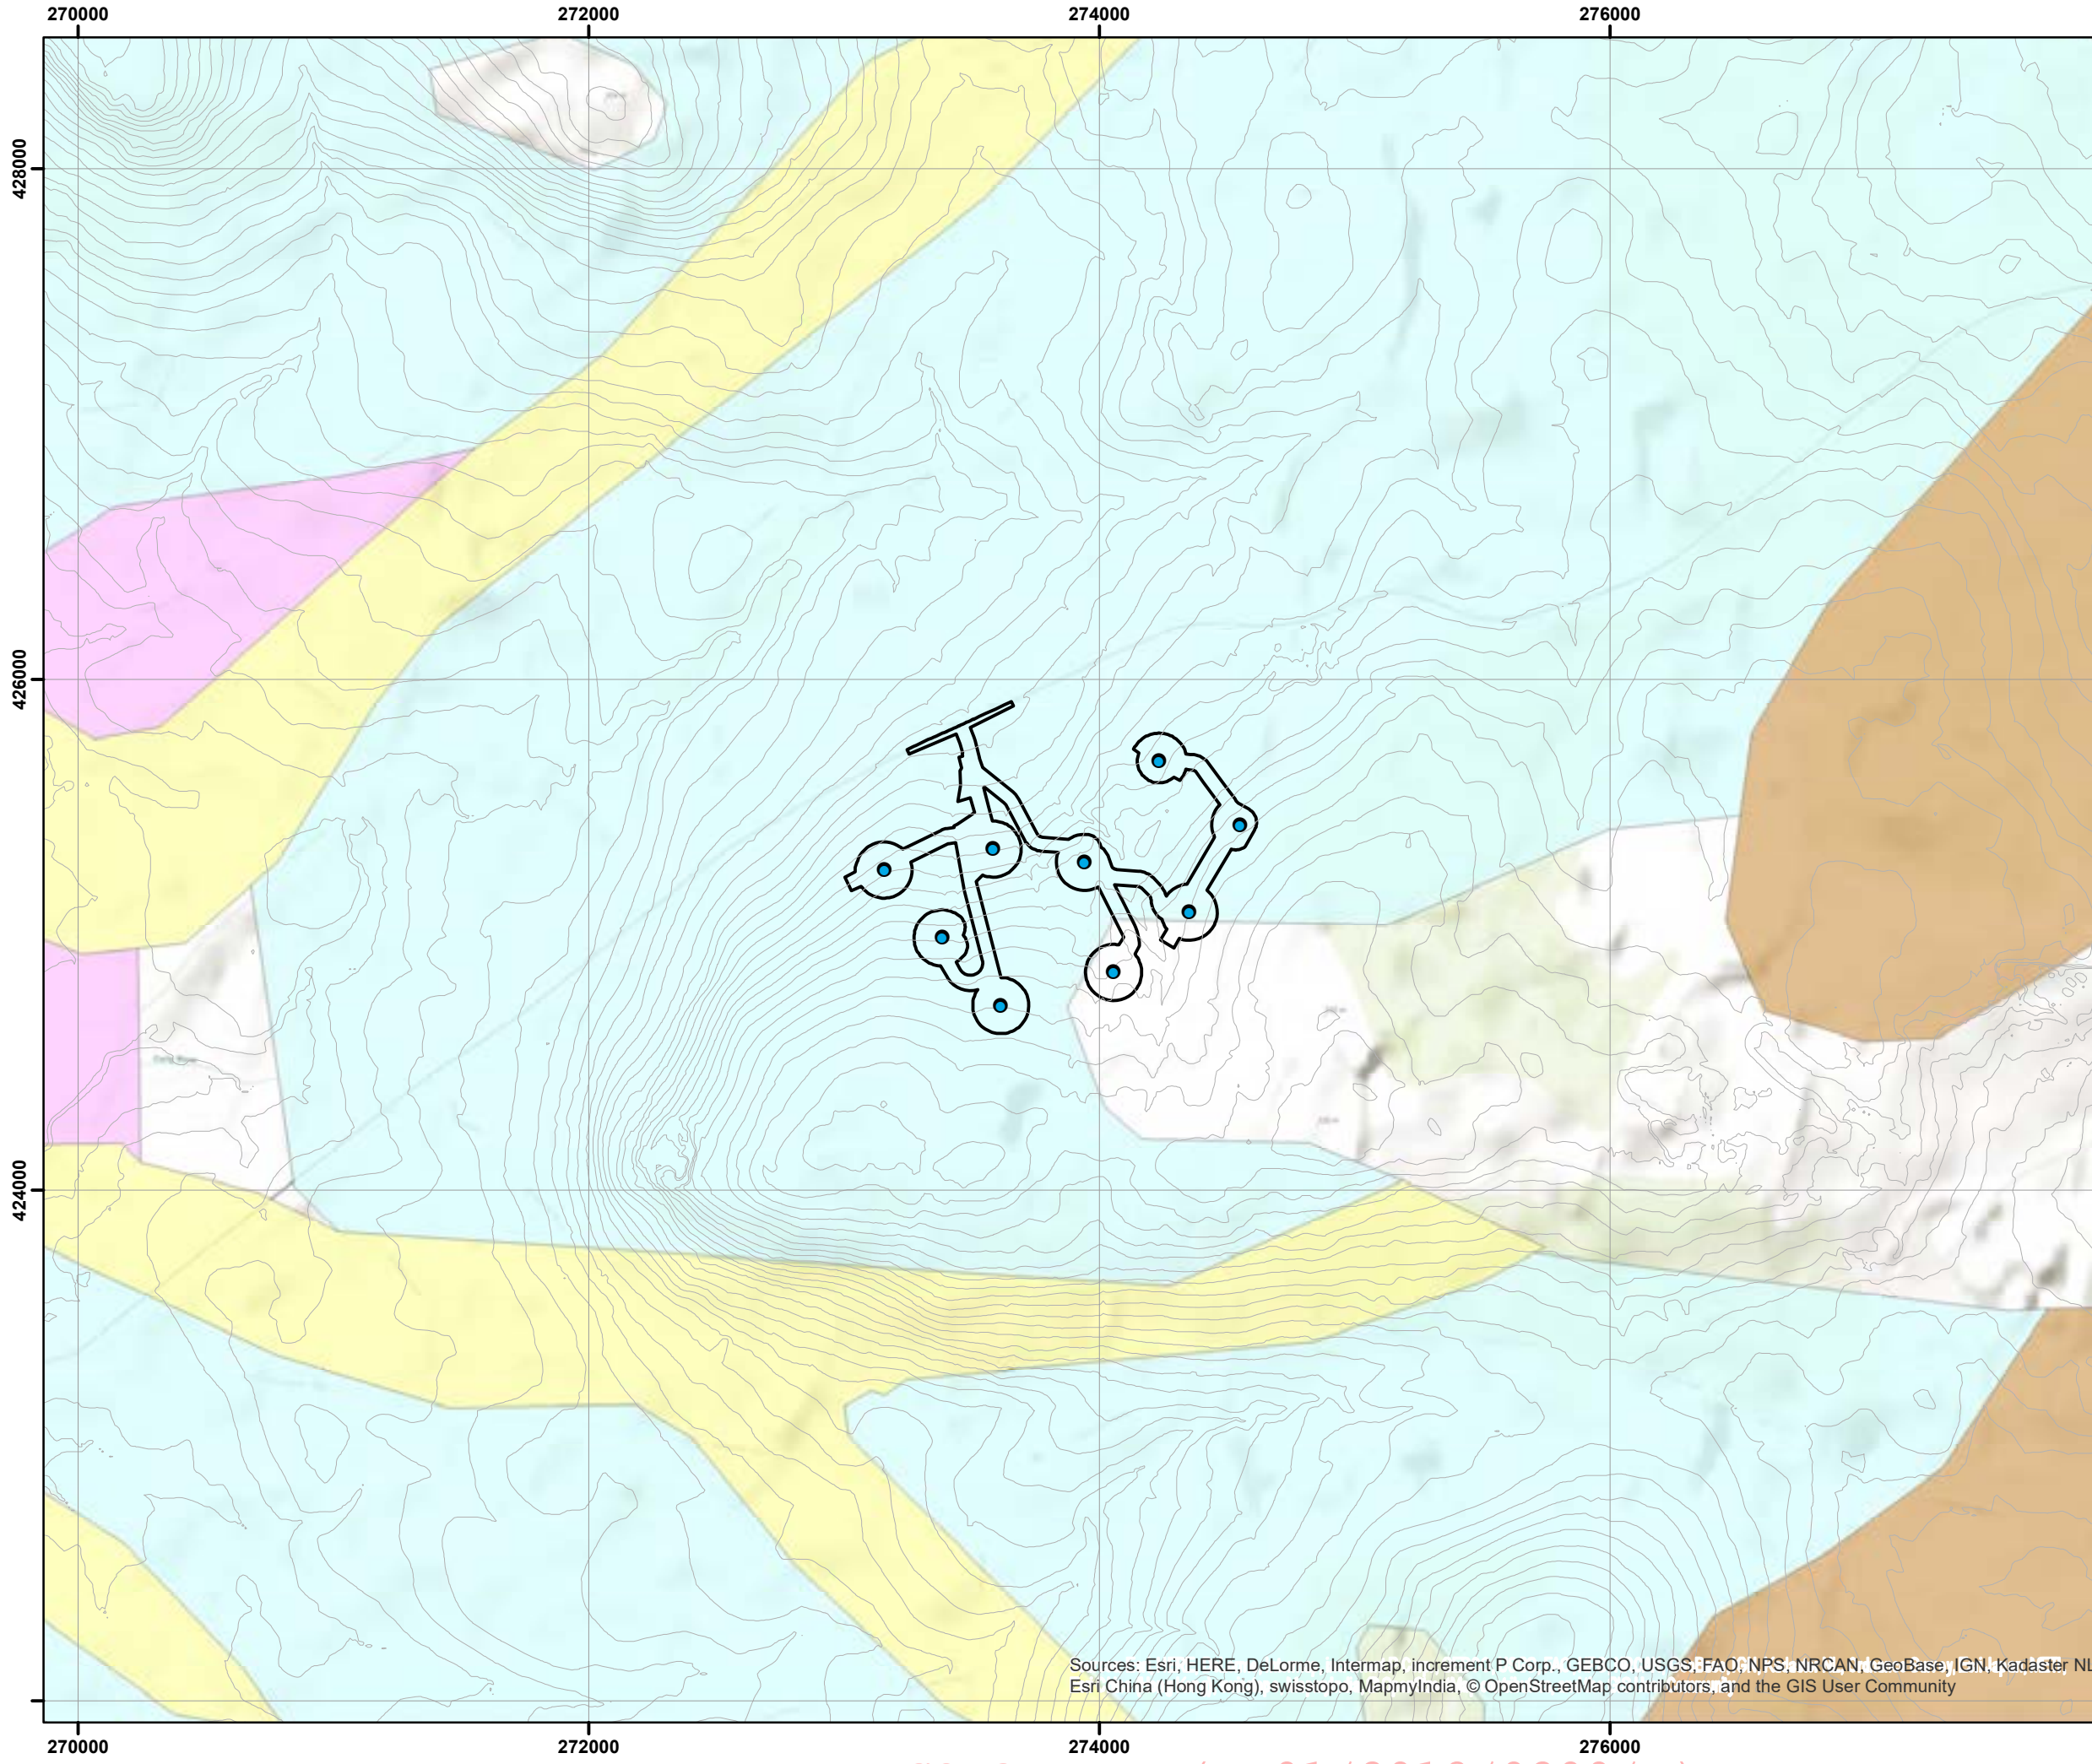 270000 272000 274000 276000
428000
426000
424000
Sources: Esri, HERE, DeLorme, Intermap, increment P Corp., GEBCO, USGS, FAO, NPS, NRCAN, GeoBase, IGN, Kadaster NL
Esri China (Hong Kong), swisstopo, MapmyIndia, © OpenStreetMap contributors, and the GIS User Community
270000 272000 274000 276000